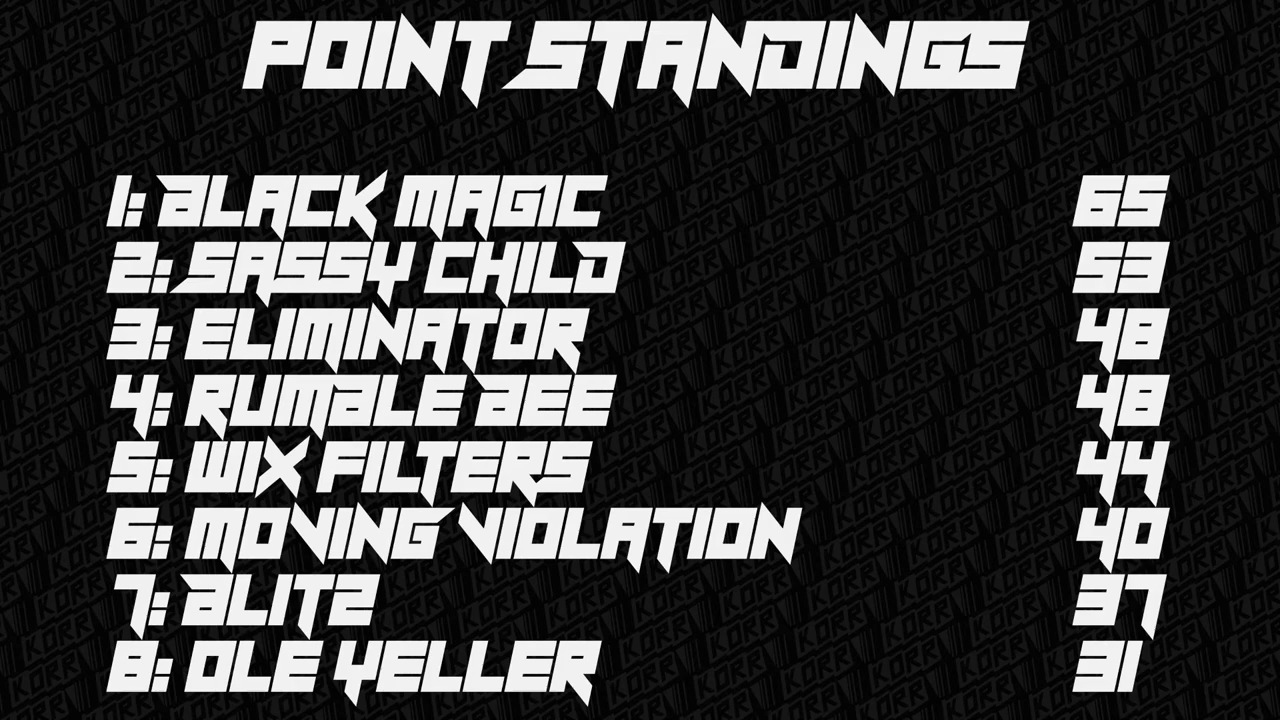 POINT STANDINGS
1: BLACK MAGIC 65
2: SASSY CHILD 53
3: ELIMINATOR 48
4: RUMBLE BEE 48
5: WIX FILTERS 44
6: MOVING VIOLATION 40
7: BLITZ 37
8: OLE YELLER 31
KORR